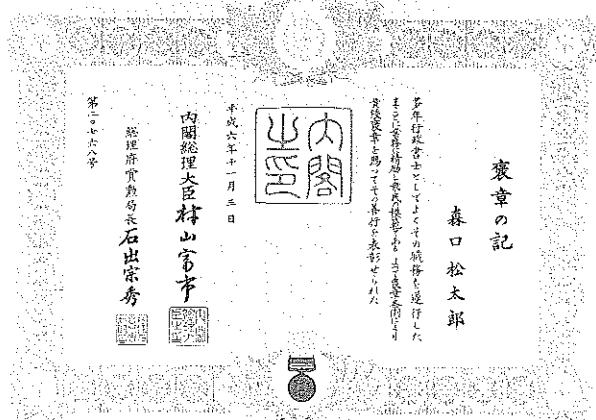 褒章の記
森口松太郎
多年行政書士としてよくその職務を遂行した
まことに業務に精励し衆民の模範である よつて褒章条例により
黄綬褒章を賜つてその善行を表彰せられた
内閣之印
平成六年十一月三日
内閣総理大臣 村山富市
総理府賞勲局長 石出宗秀
第二〇七六八号